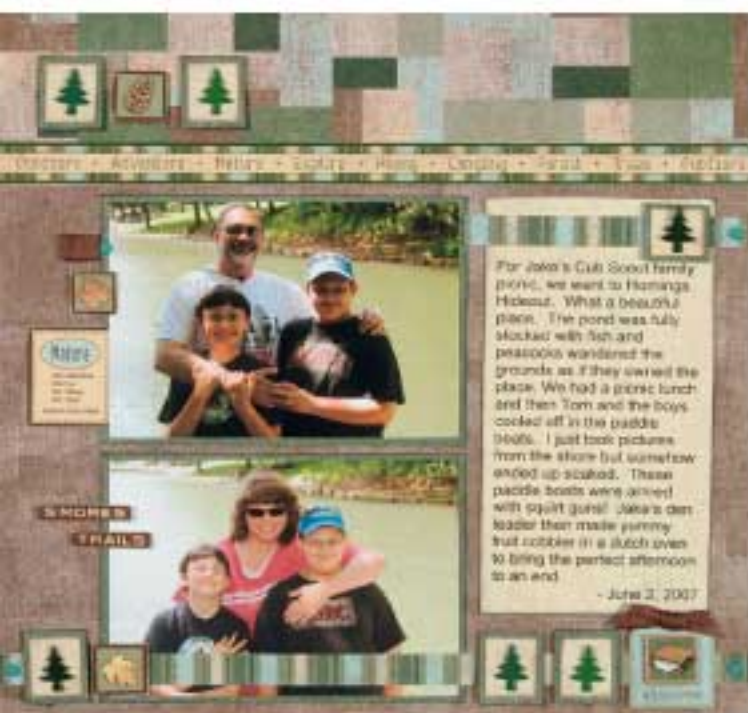 Outdoors • Adventure • Nature • Explore • Hiking • Camping • Forest • Trees •
Nature
For Jake's Cub Scout family
picnic, we went to Hornings
Hideout. What a beautiful
place. The pond was fully
stocked with fish and
peacocks wandered the
grounds as if they owned the
place. We had a picnic lunch
and then Tom and the boys
cooled off in the paddle
boats. I just took pictures
from the shore but somehow
ended up soaked. These
paddle boats were armed
with squirt guns! Jake's den
leader then made yummy
fruit cobbler in a dutch oven
to bring the perfect afternoon
to an end.
- June 2, 2007
S'MORES
TRAILS